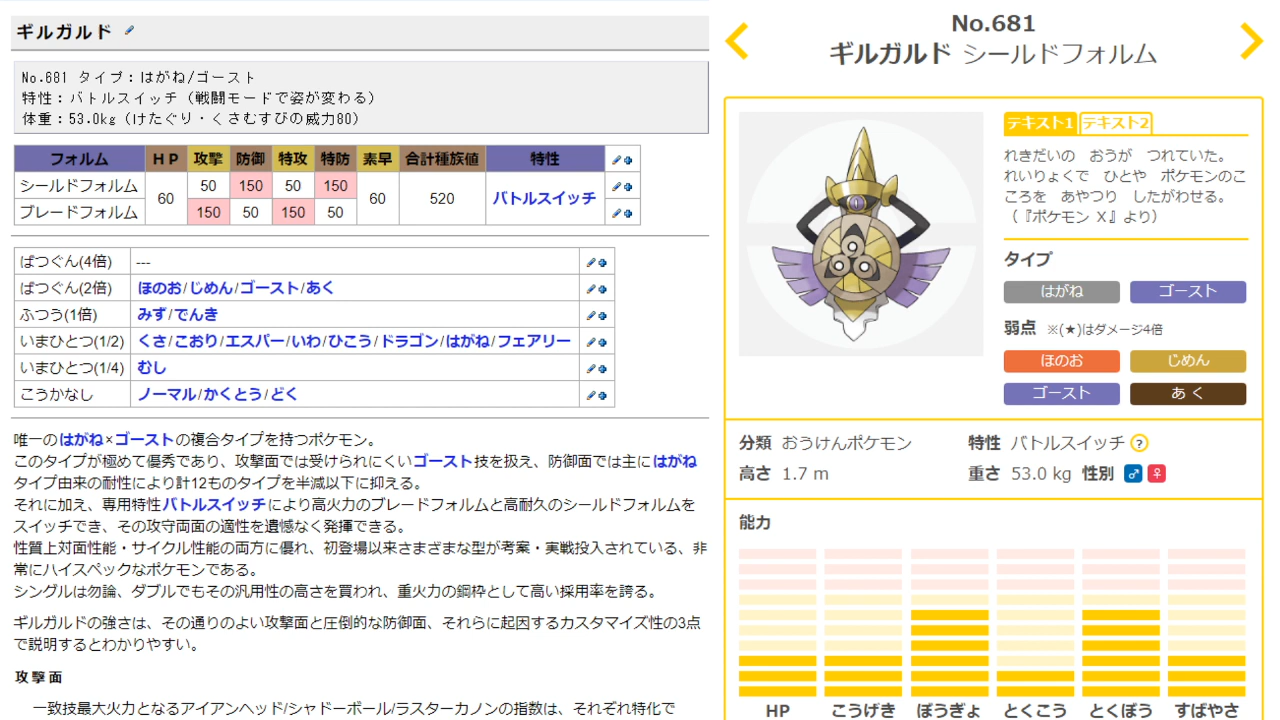 ギルガルド
No.681 タイプ：はがね/ゴースト
特性：バトルスイッチ（戦闘モードで姿が変わる）
体重：53.0kg（けたぐり・くさむすびの威力80）
フォルム HP 攻撃 防御 特攻 特防 素早 合計種族値 特性
シールドフォルム 60 50 150 50 150 60 520 バトルスイッチ
ブレードフォルム 150 50 150 50
ばつぐん(4倍) ---
ばつぐん(2倍) ほのお/じめん/ゴースト/あく
ふつう(1倍) みず/でんき
いまひとつ(1/2) くさ/こおり/エスパー/いわ/ひこう/ドラゴン/はがね/フェアリー
いまひとつ(1/4) むし
こうかなし ノーマル/かくとう/どく
唯一のはがね×ゴーストの複合タイプを持つポケモン。
このタイプが極めて優秀であり、攻撃面では受けられにくいゴースト技を扱え、防御面では主にはがね
タイプ由来の耐性により計12ものタイプを半減以下に抑える。
それに加え、専用特性バトルスイッチにより高火力のブレードフォルムと高耐久のシールドフォルムを
スイッチでき、その攻守両面の適性を遺憾なく発揮できる。
性質上対面性能・サイクル性能の両方に優れ、初登場以来さまざまな型が考案・実戦投入されている、非
常にハイスペックなポケモンである。
シングルは勿論、ダブルでもその汎用性の高さを買われ、重火力の鋼枠として高い採用率を誇る。
ギルガルドの強さは、その通りのよい攻撃面と圧倒的な防御面、それらに起因するカスタマイズ性の3点
で説明するとわかりやすい。
攻撃面
一致技最大火力となるアイアンヘッド/シャドーボール/ラスターカノンの指数は、それぞれ特化で
No.681
ギルガルド シールドフォルム
テキスト1 テキスト2
れきだいの　おうが　つれていた。
れいりょくで　ひとや　ポケモンのこ
ころを　あやつり　したがわせる。
（『ポケモン X』より）
タイプ
はがね ゴースト
弱点 ※(★)はダメージ4倍
ほのお じめん
ゴースト あく
分類 おうけんポケモン 特性 バトルスイッチ ?
高さ 1.7 m 重さ 53.0 kg 性別 ♂ ♀
能力
HP こうげき ぼうぎょ とくこう とくぼう すばやさ